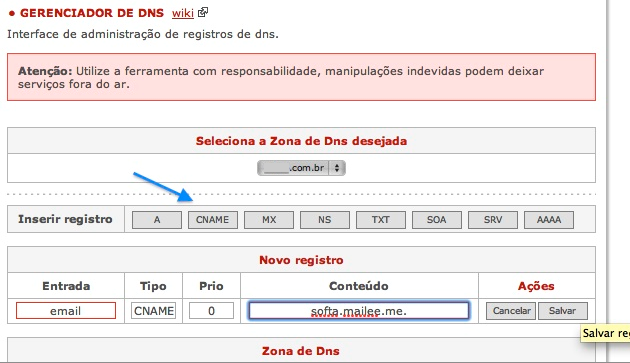 • GERENCIADOR DE DNS wiki
Interface de administração de registros de dns.
Atenção: Utilize a ferramenta com responsabilidade, manipulações indevidas podem deixar
serviços fora do ar.
Seleciona a Zona de Dns desejada
_____.com.br
Inserir registro A CNAME MX NS TXT SOA SRV AAAA
Novo registro
Entrada Tipo Prio Conteúdo Ações
email CNAME 0 softa.mailee.me. Cancelar Salvar
Salvar re
Zona de Dns